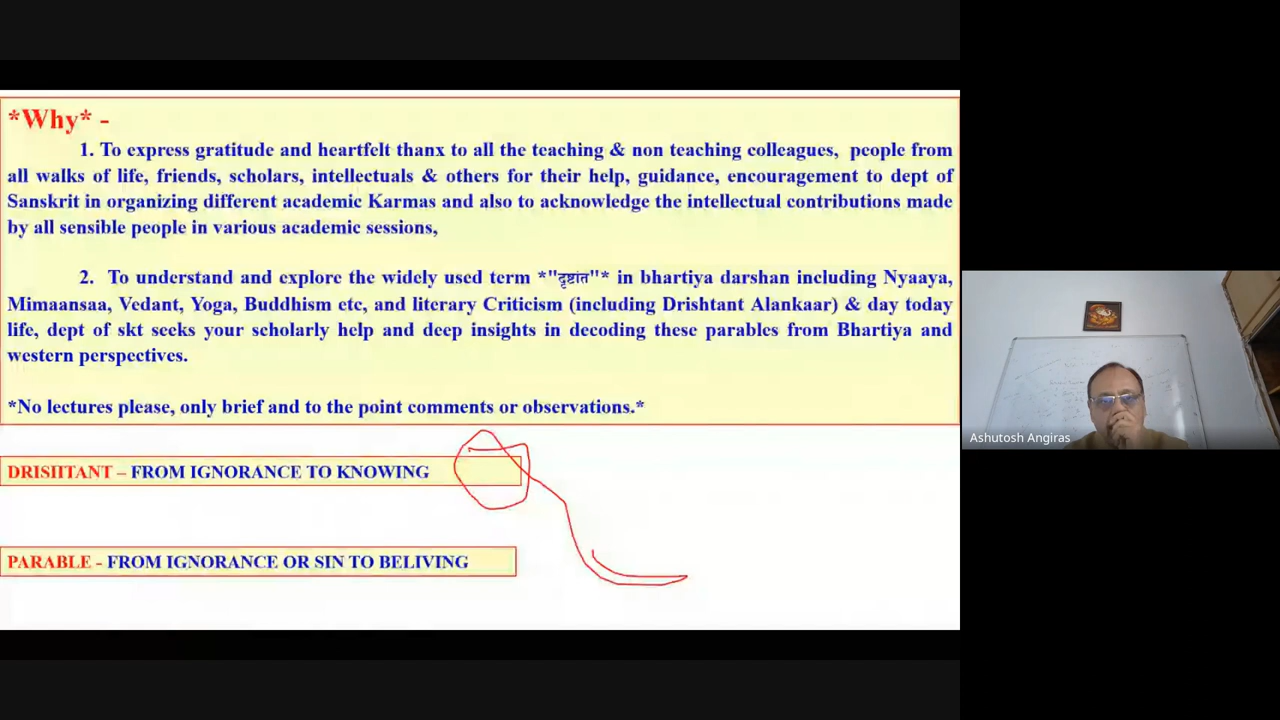 *Why* -
1. To express gratitude and heartfelt thanx to all the teaching & non teaching colleagues, people from
all walks of life, friends, scholars, intellectuals & others for their help, guidance, encouragement to dept of
Sanskrit in organizing different academic Karmas and also to acknowledge the intellectual contributions made
by all sensible people in various academic sessions,
2. To understand and explore the widely used term *"दृष्टांत"* in bhartiya darshan including Nyaaya,
Mimaansaa, Vedant, Yoga, Buddhism etc, and literary Criticism (including Drishtant Alankaar) & day today
life, dept of skt seeks your scholarly help and deep insights in decoding these parables from Bhartiya and
western perspectives.
*No lectures please, only brief and to the point comments or observations.*
DRISHTANT – FROM IGNORANCE TO KNOWING
PARABLE - FROM IGNORANCE OR SIN TO BELIVING
Ashutosh Angiras